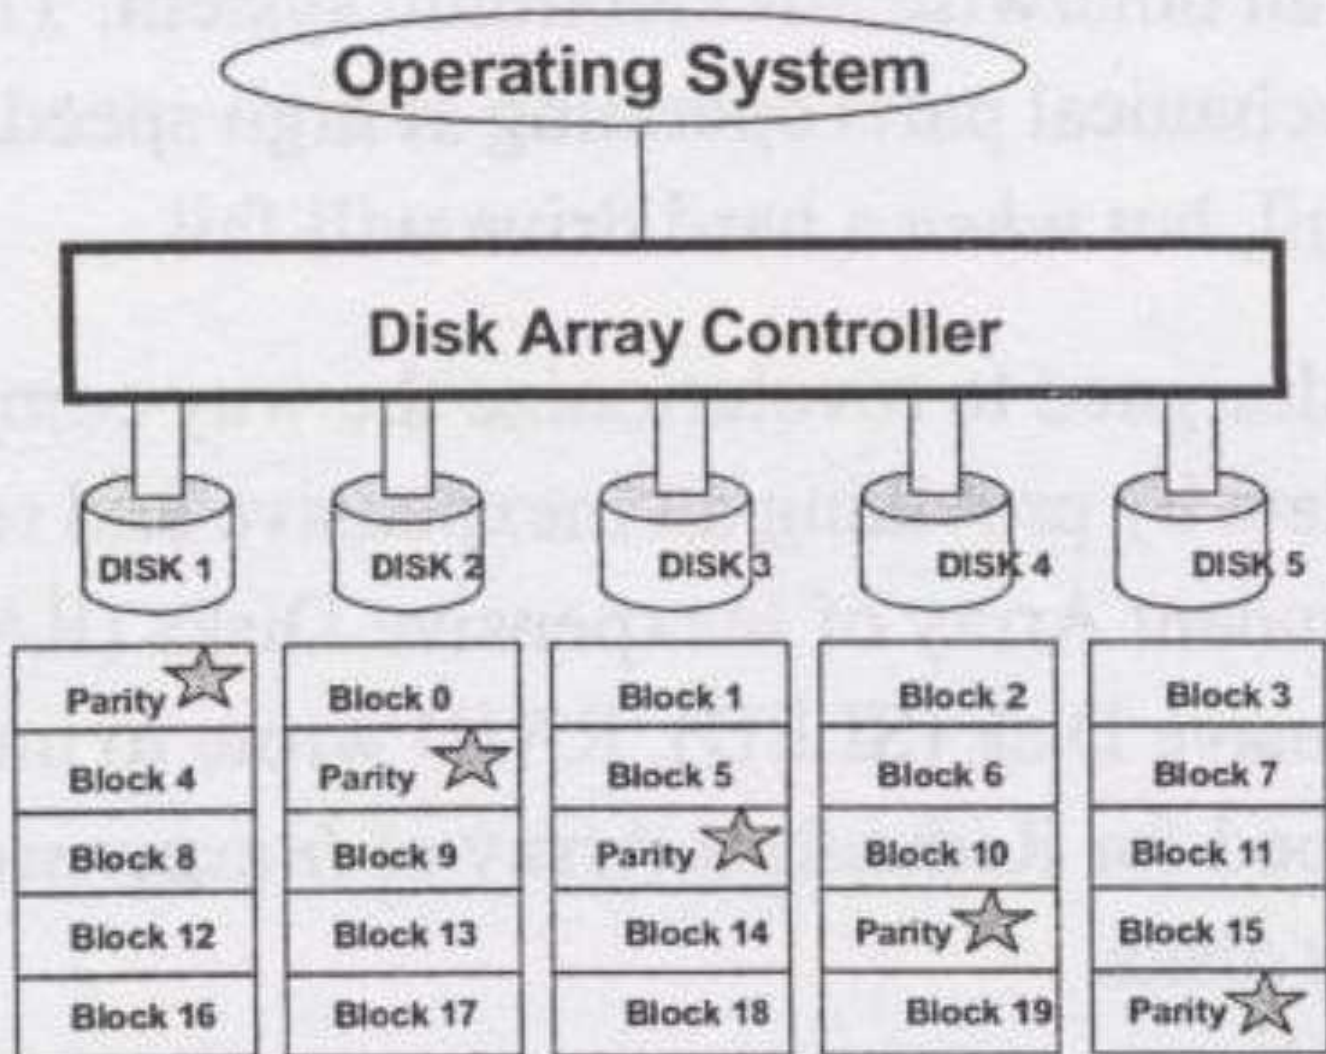 Operating System
Disk Array Controller
DISK 1 DISK 2 DISK 3 DISK 4 DISK 5
Parity Block 0 Block 1 Block 2 Block 3
Block 4 Parity Block 5 Block 6 Block 7
Block 8 Block 9 Parity Block 10 Block 11
Block 12 Block 13 Block 14 Parity Block 15
Block 16 Block 17 Block 18 Block 19 Parity